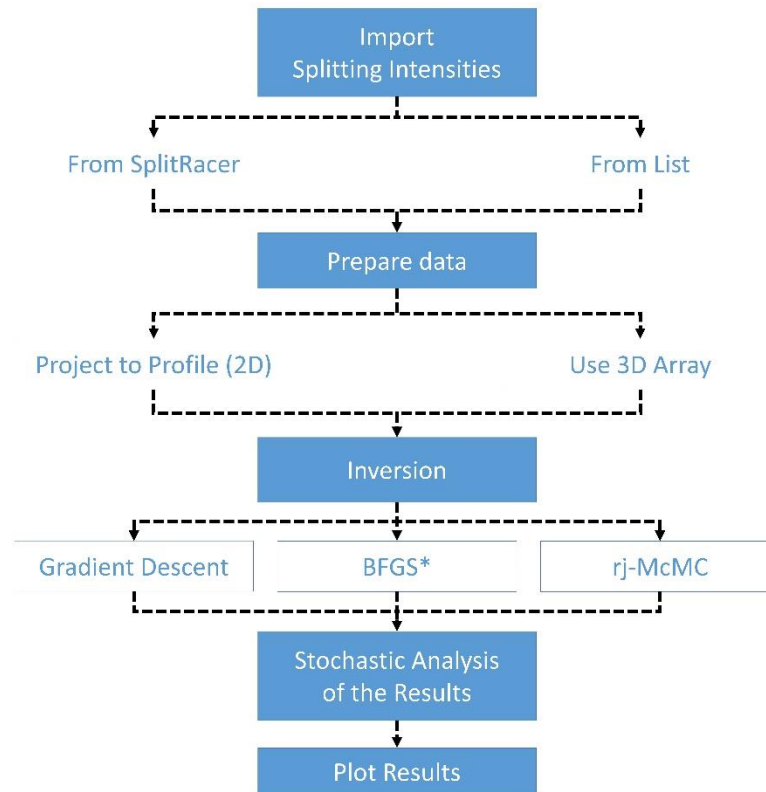 Import
Splitting Intensities
From SplitRacer
From List
Prepare data
Project to Profile (2D)
Use 3D Array
Inversion
Gradient Descent
BFGS*
rj-McMC
Stochastic Analysis
of the Results
Plot Results